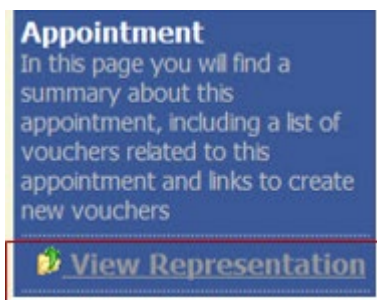 Appointment
In this page you will find a
summary about this
appointment, including a list of
vouchers related to this
appointment and links to create
new vouchers
View Representation